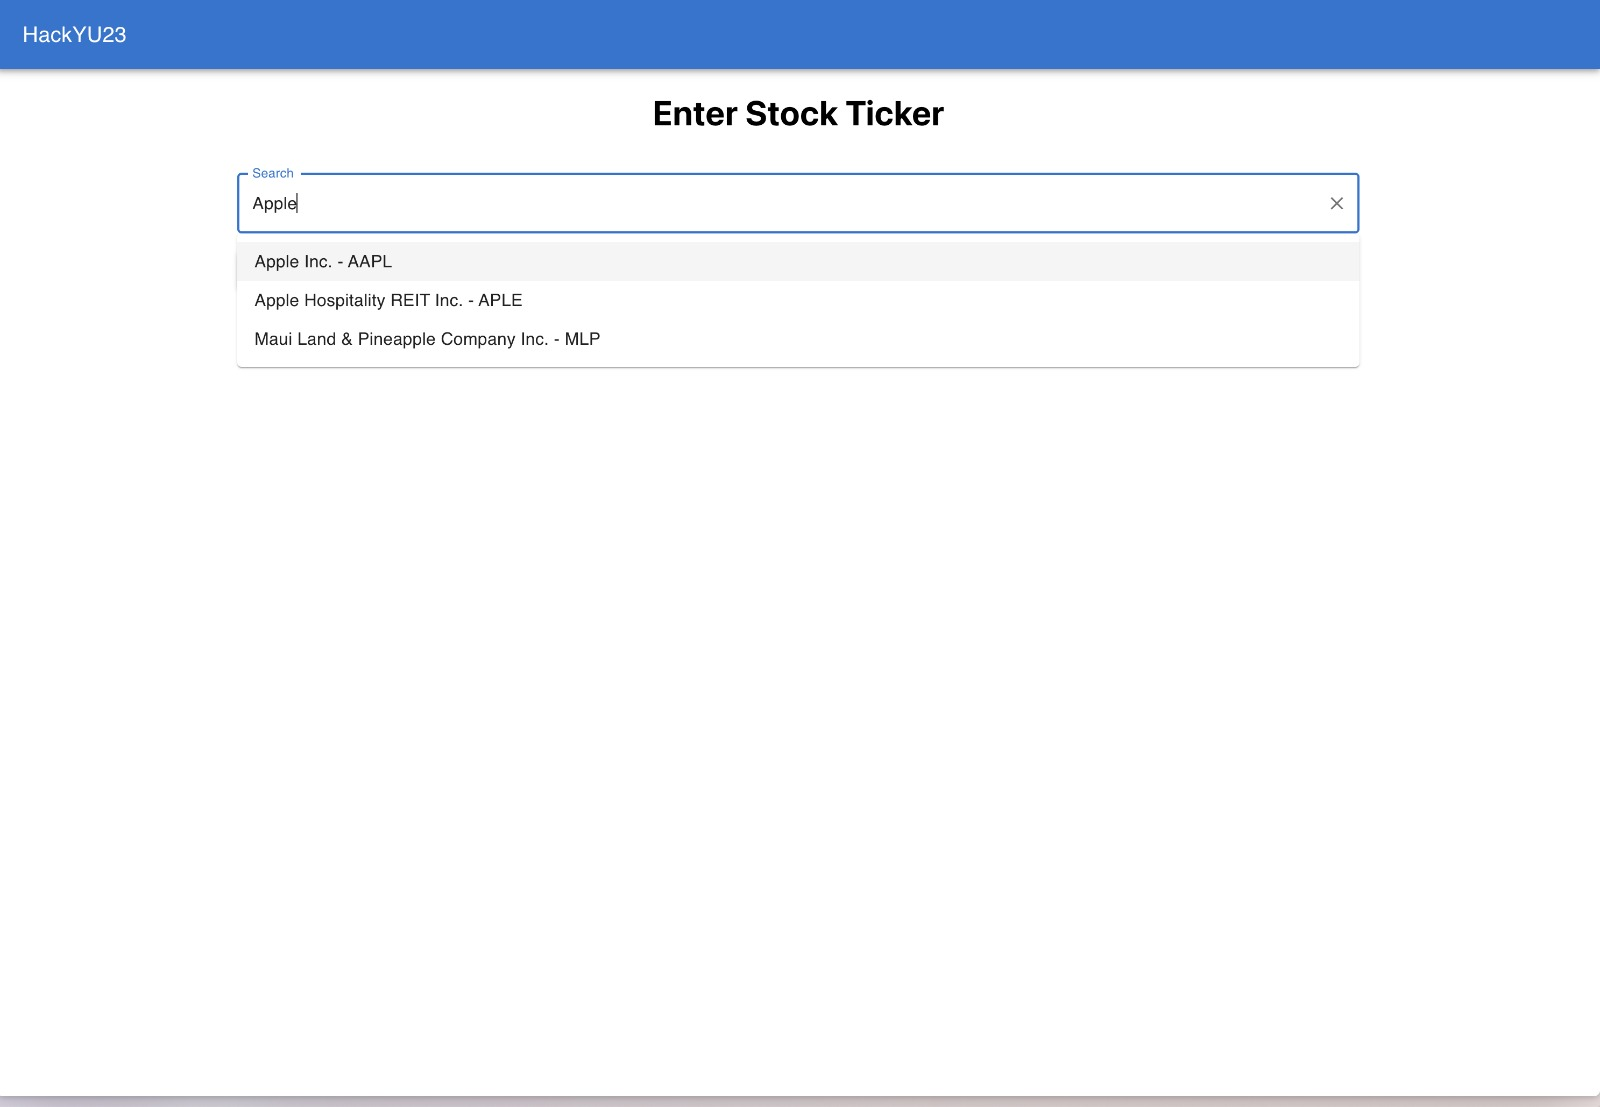 HackYU23
Enter Stock Ticker
Search
Apple
Apple Inc. - AAPL
Apple Hospitality REIT Inc. - APLE
Maui Land & Pineapple Company Inc. - MLP